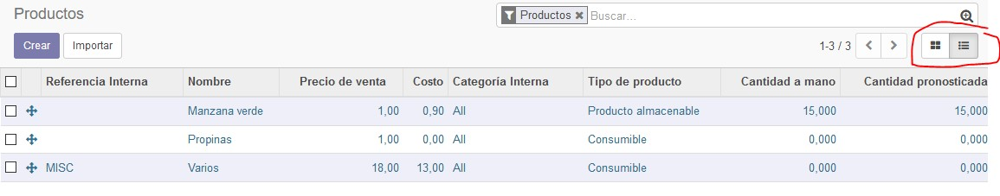 Productos
Productos Buscar...
Crear Importar 1-3 / 3
Referencia Interna Nombre Precio de venta Costo Categoría Interna Tipo de producto Cantidad a mano Cantidad pronosticada
Manzana verde 1,00 0,90 All Producto almacenable 15,000 15,000
Propinas 1,00 0,00 All Consumible 0,000 0,000
MISC Varios 18,00 13,00 All Consumible 0,000 0,000